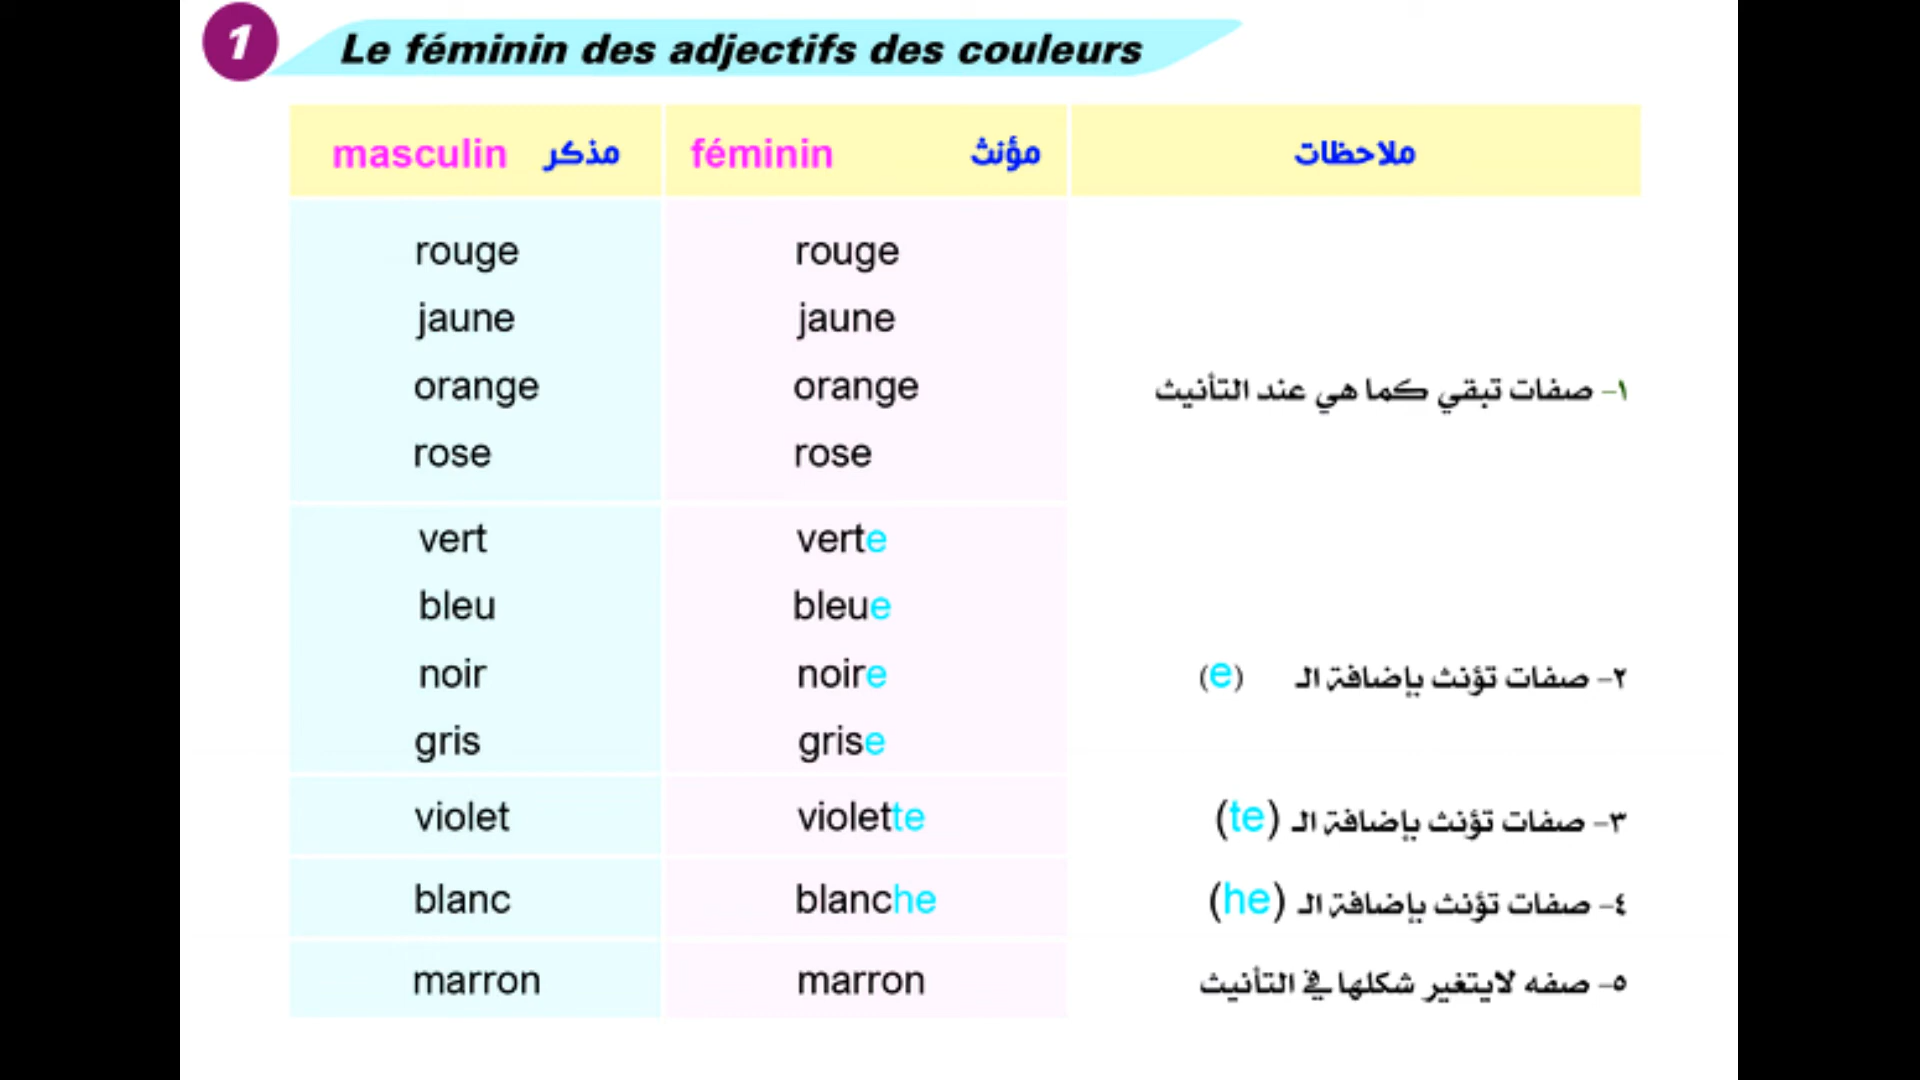 1 Le féminin des adjectifs des couleurs
masculin مذكر féminin مؤنث ملاحظات
rouge rouge
jaune jaune
orange orange ١- صفات تبقي كما هي عند التأنيث
rose rose
vert verte
bleu bleue
noir noire ٢- صفات تؤنث بإضافة الـ (e)
gris grise
violet violette ٣- صفات تؤنث بإضافة الـ (te)
blanc blanche ٤- صفات تؤنث بإضافة الـ (he)
marron marron ٥- صفه لايتغير شكلها في التأنيث